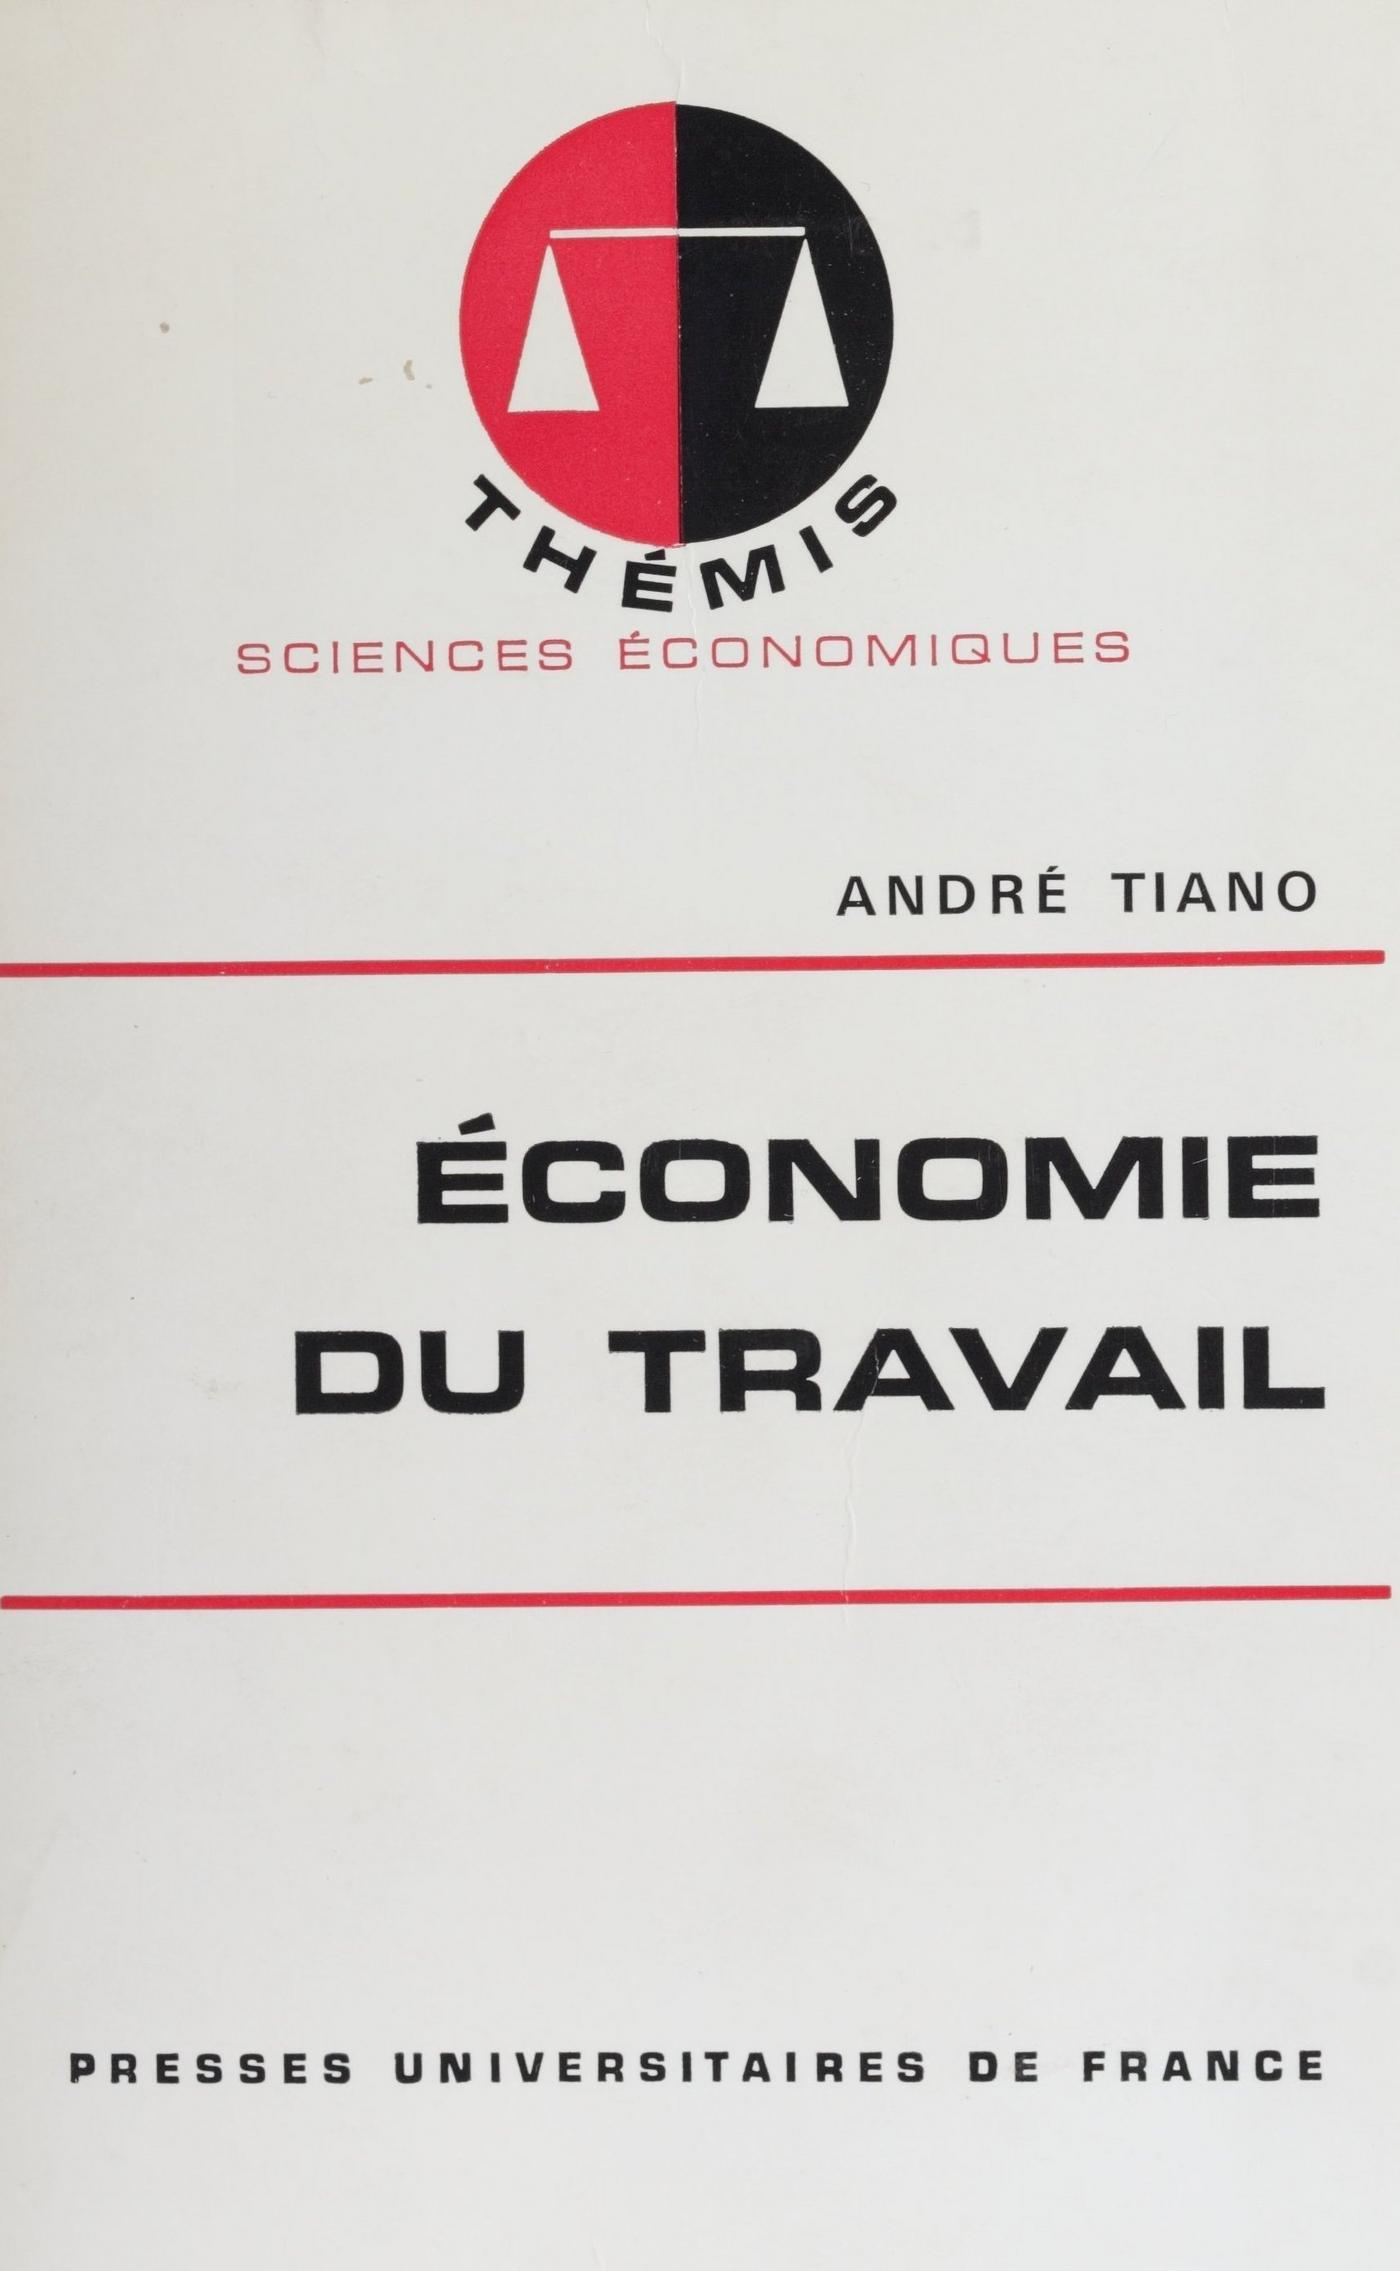 THÉMIS
SCIENCES ÉCONOMIQUES
ANDRÉ TIANO
ÉCONOMIE
DU TRAVAIL
PRESSES UNIVERSITAIRES DE FRANCE